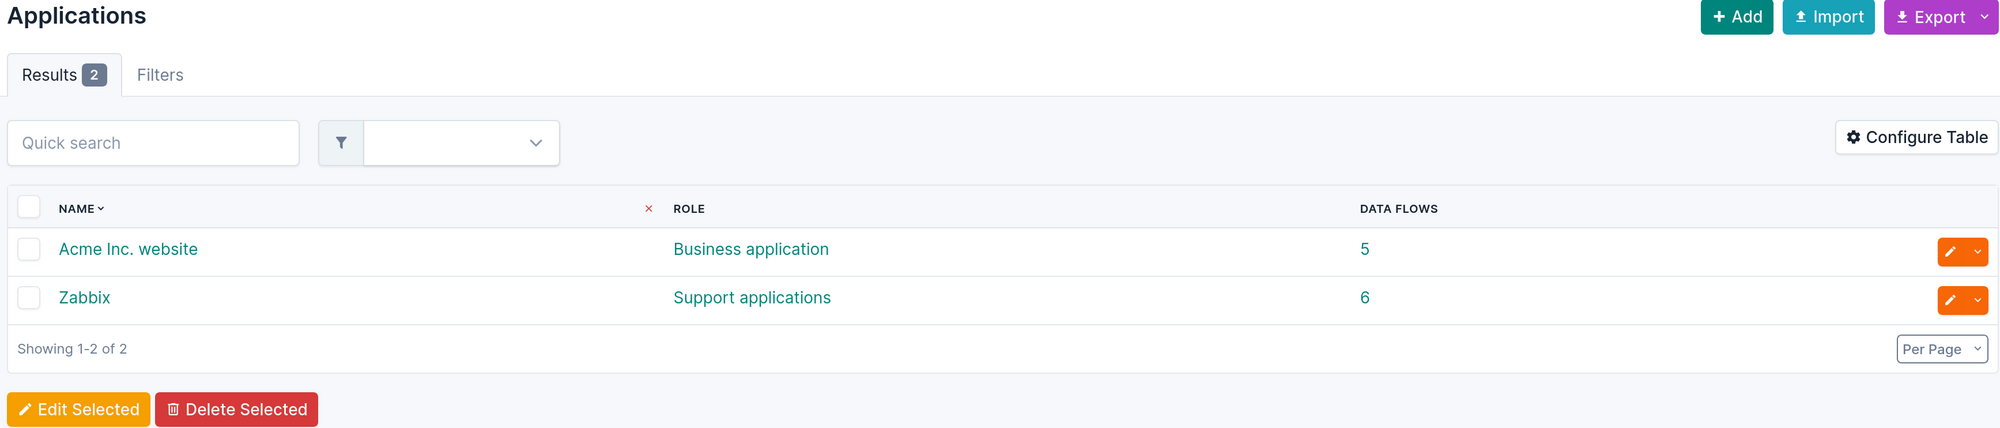 Applications
Add Import Export
Results 2 Filters
Quick search
Configure Table
NAME ROLE DATA FLOWS
Acme Inc. website Business application 5
Zabbix Support applications 6
Showing 1-2 of 2 Per Page
Edit Selected Delete Selected